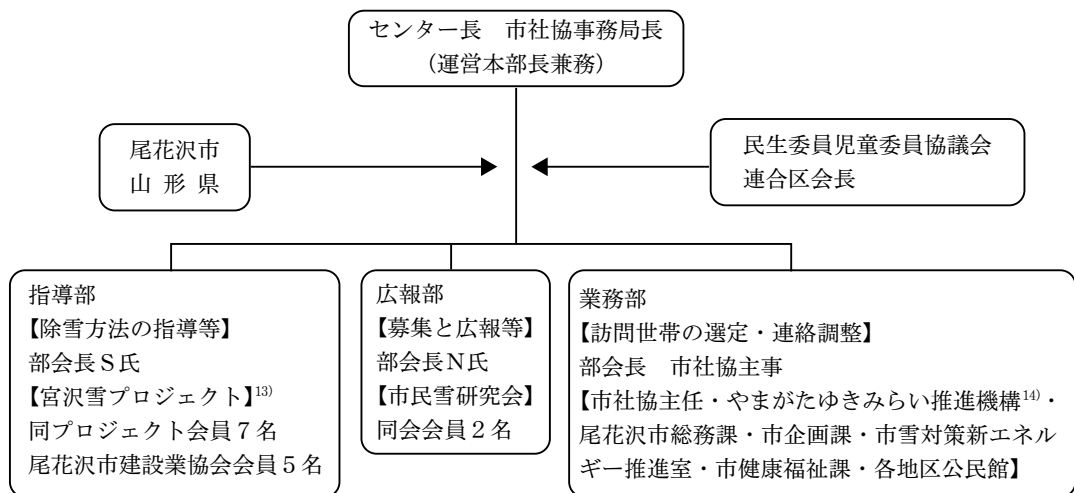 センター長　市社協事務局長
（運営本部長兼務）
尾花沢市
山 形 県
民生委員児童委員協議会
連合区会長
指導部
【除雪方法の指導等】
部会長Ｓ氏
【宮沢雪プロジェクト】13)
同プロジェクト会員７名
尾花沢市建設業協会会員５名
広報部
【募集と広報等】
部会長Ｎ氏
【市民雪研究会】
同会会員２名
業務部
【訪問世帯の選定・連絡調整】
部会長　市社協主事
【市社協主任・やまがたゆきみらい推進機構14)・
尾花沢市総務課・市企画課・市雪対策新エネル
ギー推進室・市健康福祉課・各地区公民館】